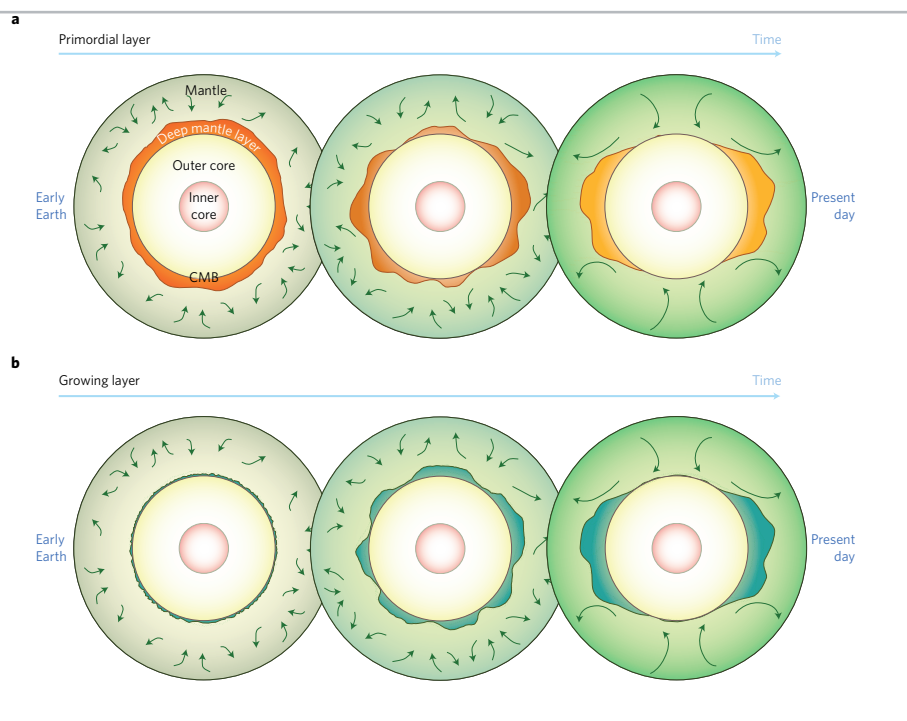 a
Primordial layer
Time
Mantle
Deep mantle layer
Outer core
Inner
core
CMB
Early
Earth
Present
day
b
Growing layer
Time
Early
Earth
Present
day